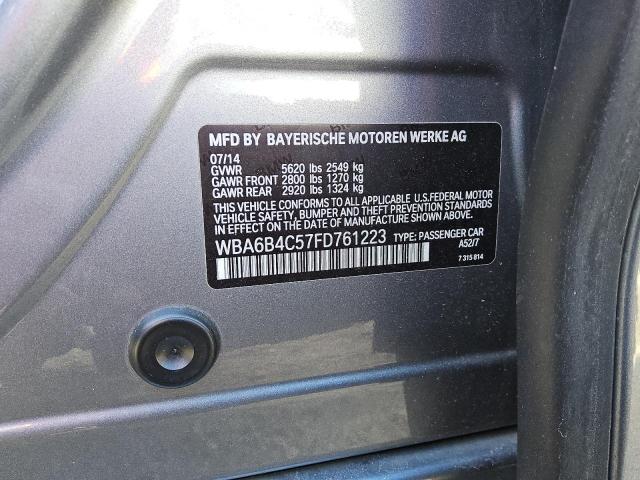 MFD BY BAYERISCHE MOTOREN WERKE AG
07/14
GVWR 5620 lbs 2549 kg
GAWR FRONT 2800 lbs 1270 kg
GAWR REAR 2920 lbs 1324 kg
THIS VEHICLE CONFORMS TO ALL APPLICABLE U.S.FEDERAL MOTOR
VEHICLE SAFETY, BUMPER, AND THEFT PREVENTION STANDARDS
IN EFFECT ON THE DATE OF MANUFACTURE SHOWN ABOVE.
WBA6B4C57FD761223 TYPE: PASSENGER CAR
A52/7
7 315 814